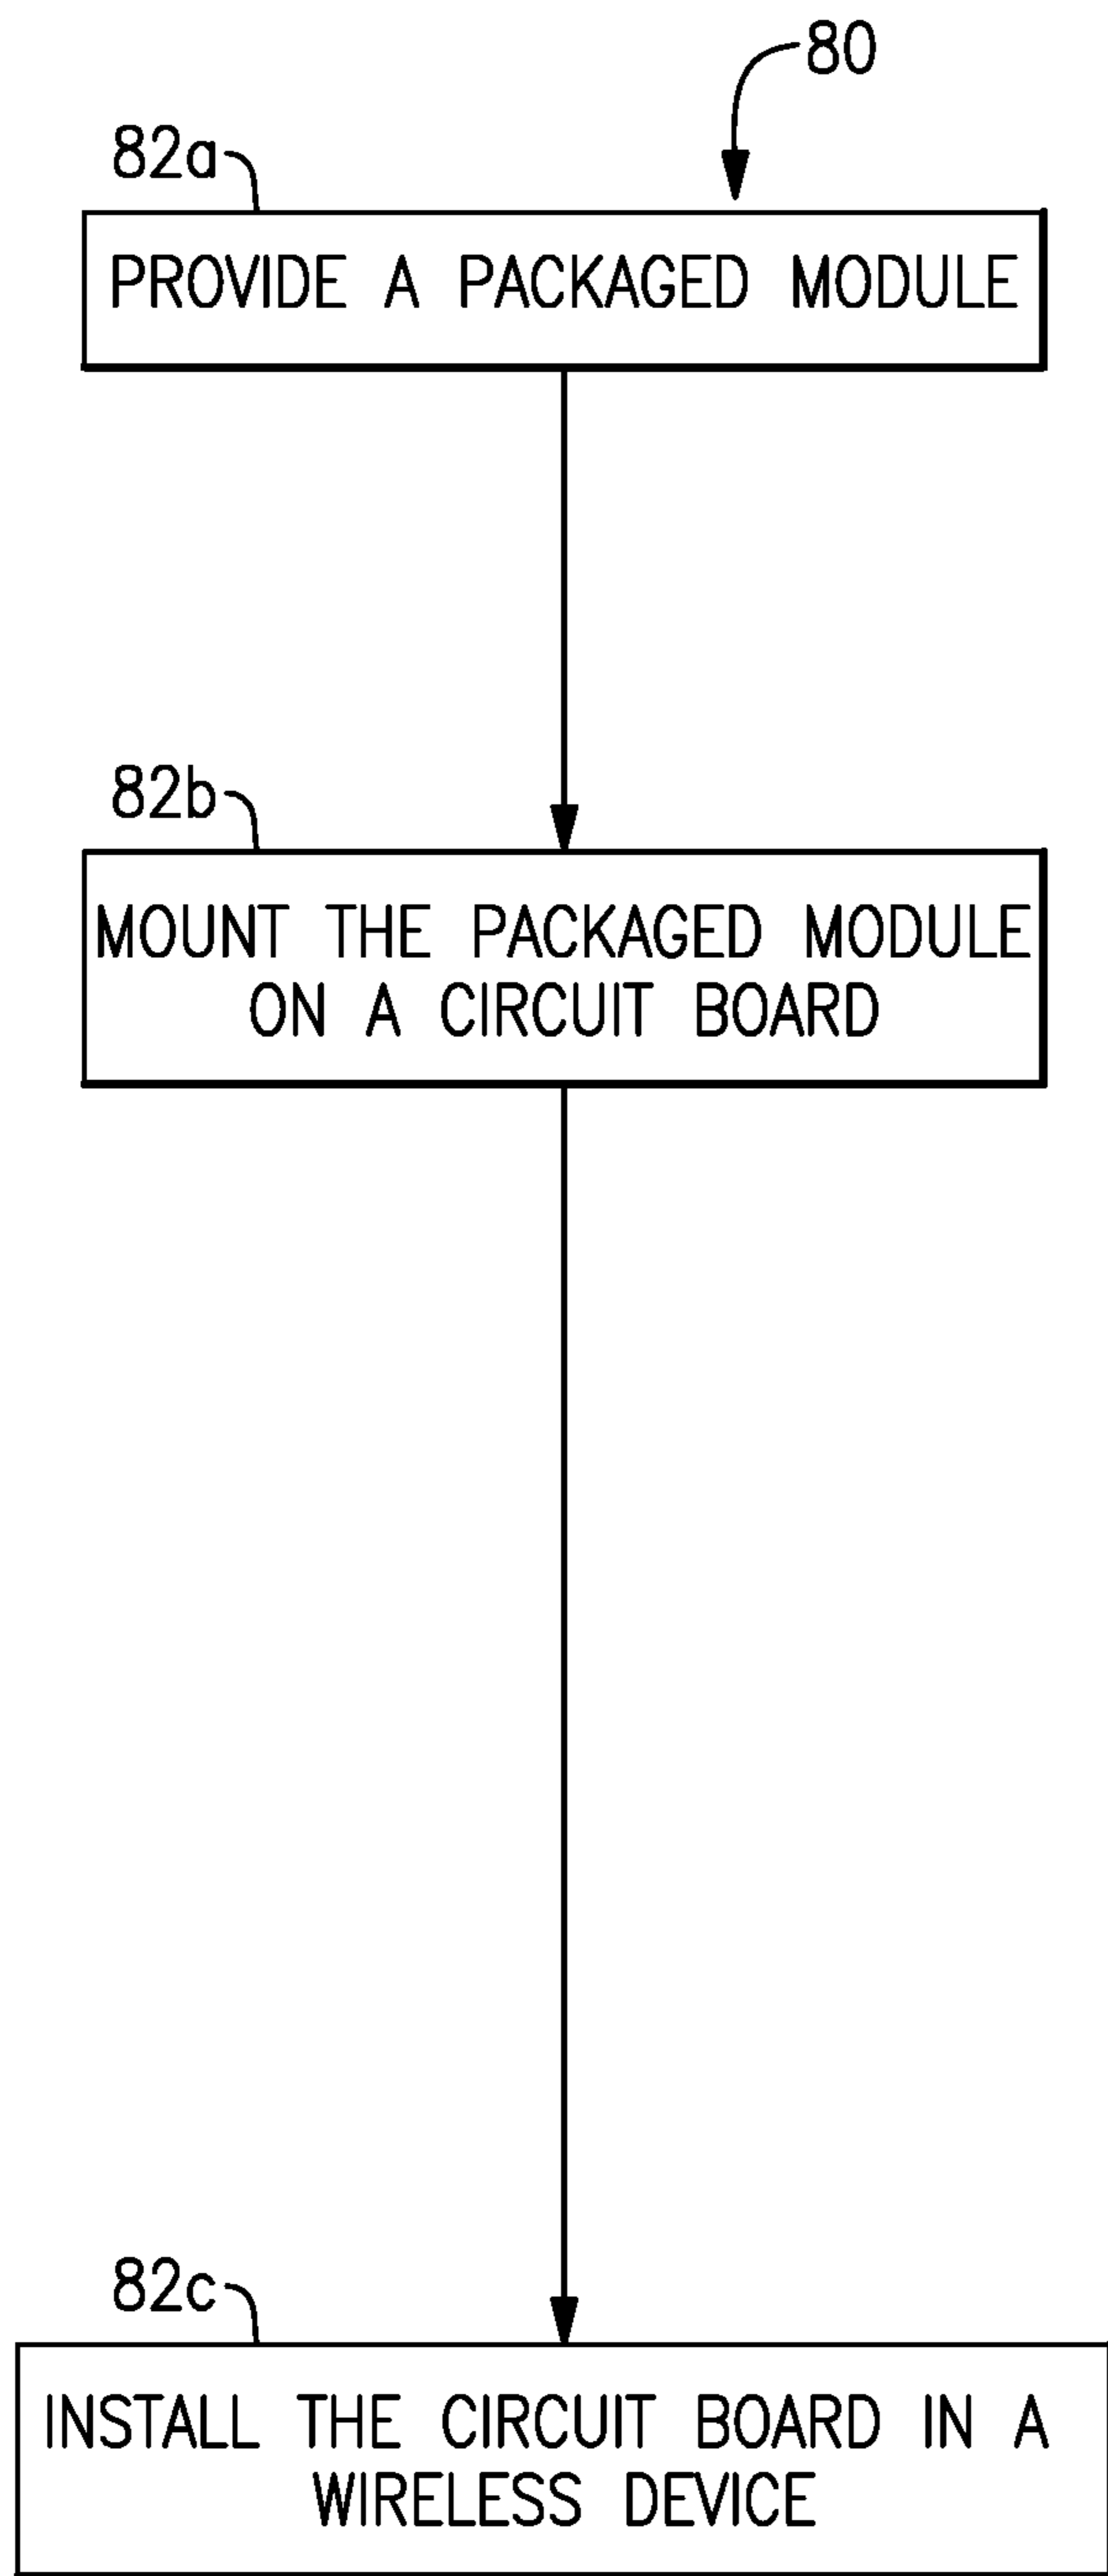 80
82a
PROVIDE A PACKAGED MODULE
82b
MOUNT THE PACKAGED MODULE
ON A CIRCUIT BOARD
82c
INSTALL THE CIRCUIT BOARD IN A
WIRELESS DEVICE